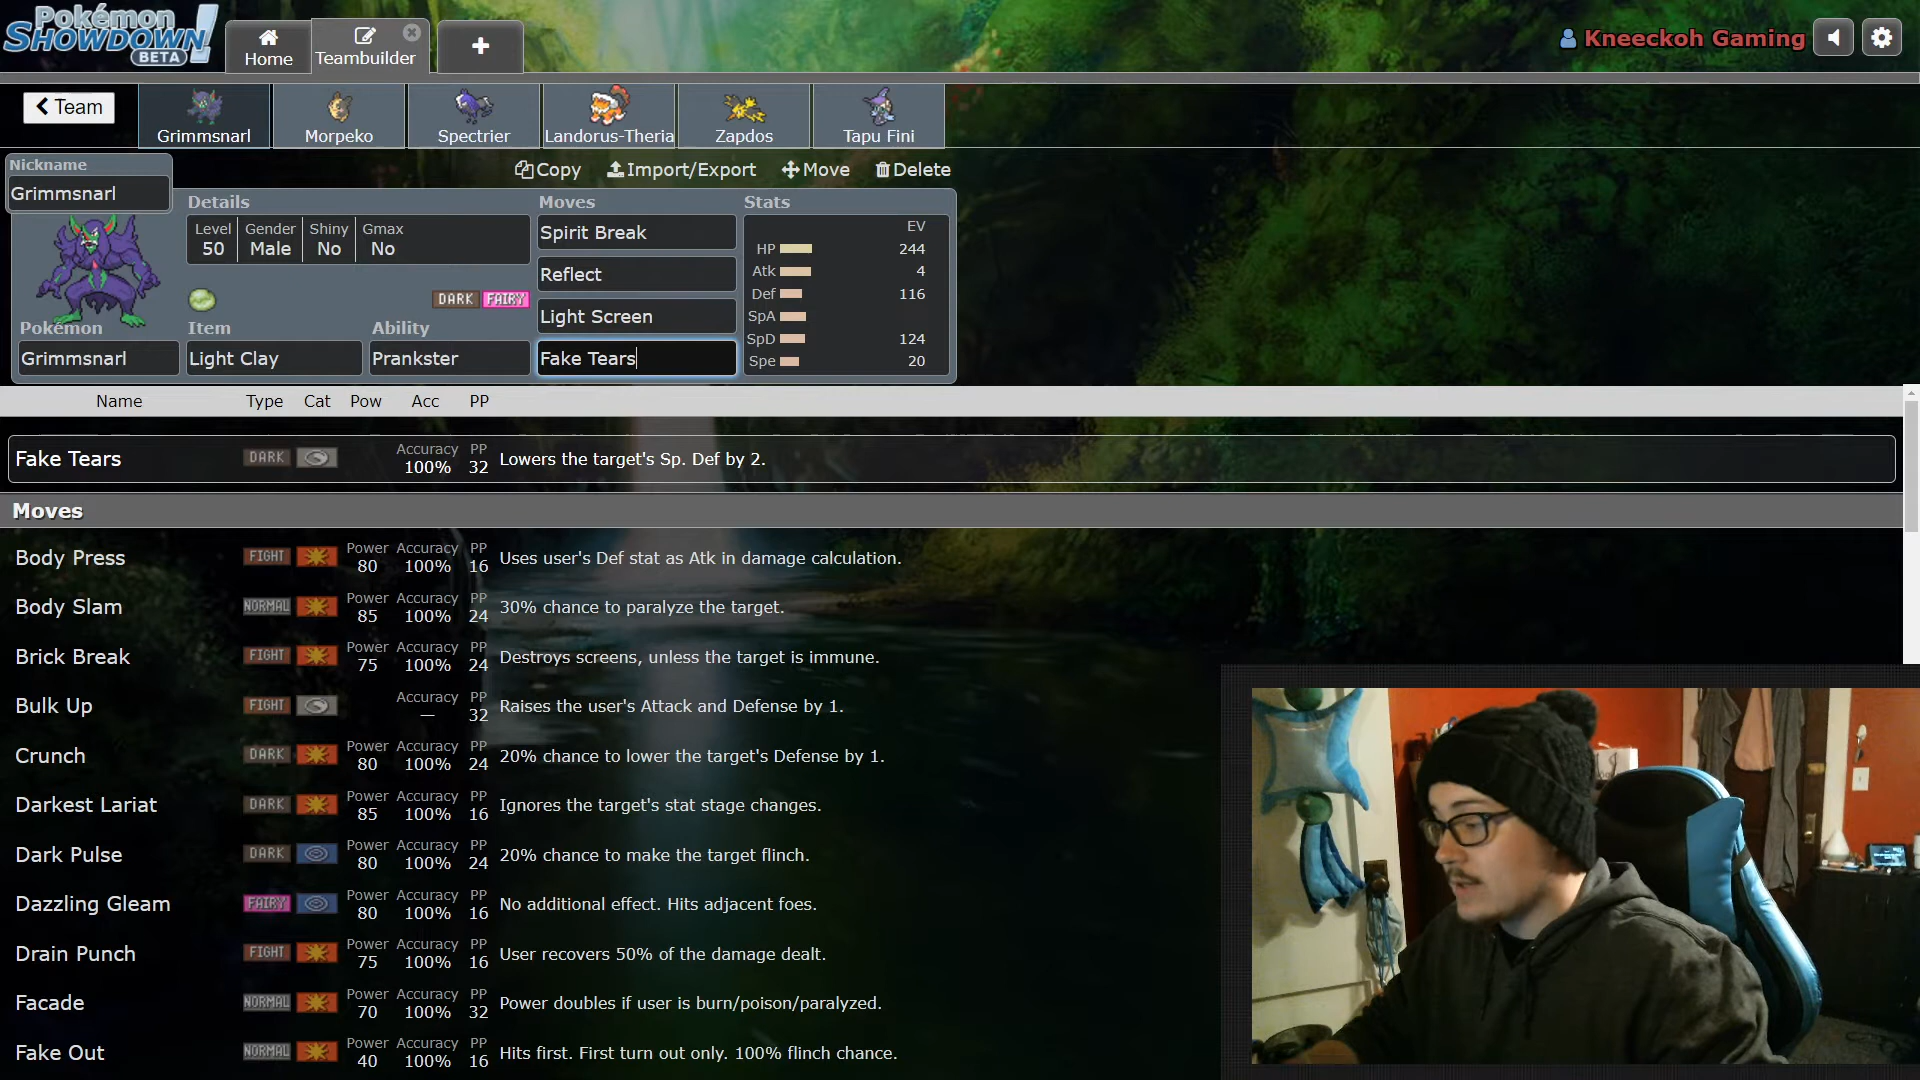 Pokémon
SHOWDOWN!
BETA
Home
Teambuilder
Kneeckoh Gaming
Team
Grimmsnarl
Morpeko
Spectrier
Landorus-Theria
Zapdos
Tapu Fini
Copy
Import/Export
Move
Delete
Nickname
Grimmsnarl
Details
Level
50
Gender
Male
Shiny
No
Gmax
No
DARK FAIRY
Pokémon
Grimmsnarl
Item
Light Clay
Ability
Prankster
Moves
Spirit Break
Reflect
Light Screen
Fake Tears
Stats
EV
HP 244
Atk 4
Def 116
SpA
SpD 124
Spe 20
Name Type Cat Pow Acc PP
Fake Tears DARK Accuracy 100% PP 32 Lowers the target's Sp. Def by 2.
Moves
Body Press FIGHT Power 80 Accuracy 100% PP 16 Uses user's Def stat as Atk in damage calculation.
Body Slam NORMAL Power 85 Accuracy 100% PP 24 30% chance to paralyze the target.
Brick Break FIGHT Power 75 Accuracy 100% PP 24 Destroys screens, unless the target is immune.
Bulk Up FIGHT Accuracy — PP 32 Raises the user's Attack and Defense by 1.
Crunch DARK Power 80 Accuracy 100% PP 24 20% chance to lower the target's Defense by 1.
Darkest Lariat DARK Power 85 Accuracy 100% PP 16 Ignores the target's stat stage changes.
Dark Pulse DARK Power 80 Accuracy 100% PP 24 20% chance to make the target flinch.
Dazzling Gleam FAIRY Power 80 Accuracy 100% PP 16 No additional effect. Hits adjacent foes.
Drain Punch FIGHT Power 75 Accuracy 100% PP 16 User recovers 50% of the damage dealt.
Facade NORMAL Power 70 Accuracy 100% PP 32 Power doubles if user is burn/poison/paralyzed.
Fake Out NORMAL Power 40 Accuracy 100% PP 16 Hits first. First turn out only. 100% flinch chance.